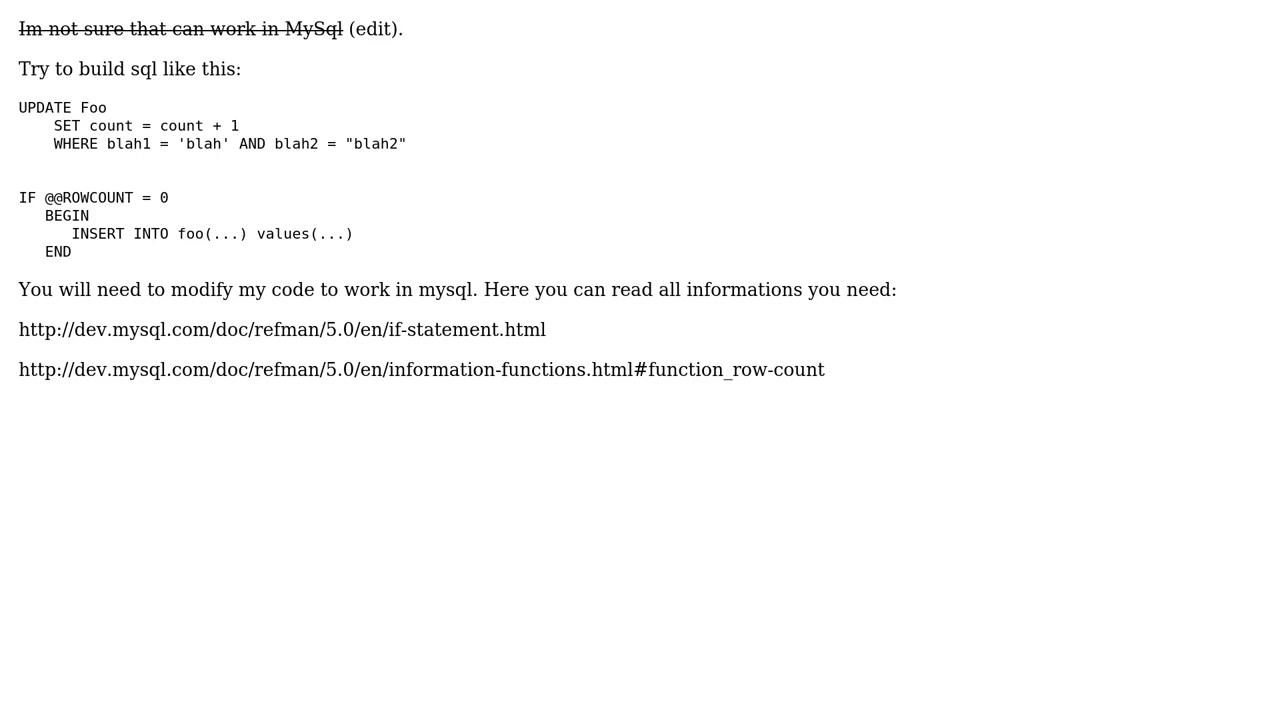 Im not sure that can work in MySql (edit).
Try to build sql like this:
UPDATE Foo
    SET count = count + 1
    WHERE blah1 = 'blah' AND blah2 = "blah2"
IF @@ROWCOUNT = 0
   BEGIN
      INSERT INTO foo(...) values(...)
   END
You will need to modify my code to work in mysql. Here you can read all informations you need:
http://dev.mysql.com/doc/refman/5.0/en/if-statement.html
http://dev.mysql.com/doc/refman/5.0/en/information-functions.html#function_row-count